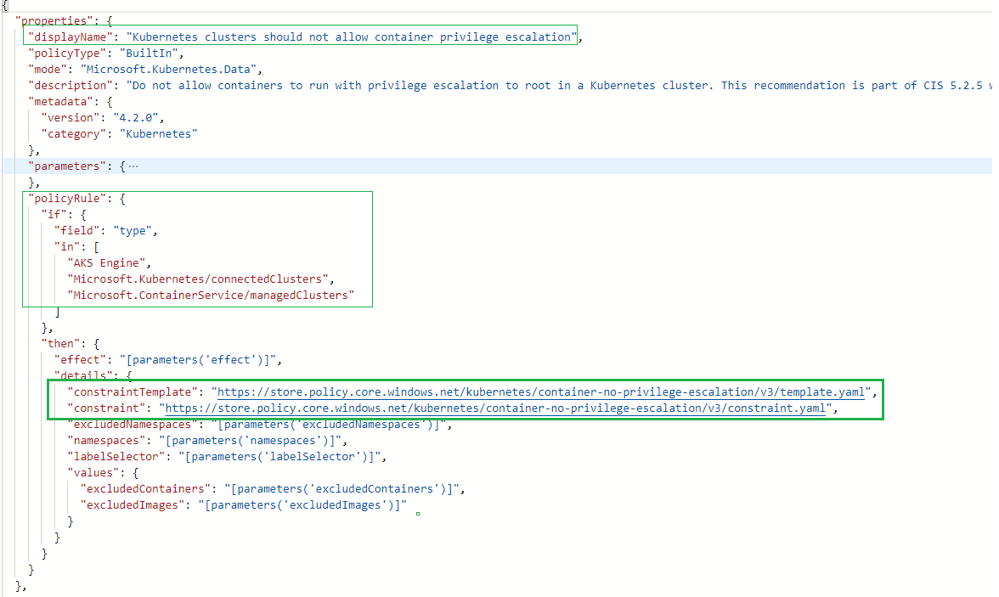 {
"properties": {
"displayName": "Kubernetes clusters should not allow container privilege escalation",
"policyType": "BuiltIn",
"mode": "Microsoft.Kubernetes.Data",
"description": "Do not allow containers to run with privilege escalation to root in a Kubernetes cluster. This recommendation is part of CIS 5.2.5 w
"metadata": {
"version": "4.2.0",
"category": "Kubernetes"
},
"parameters": { ···
},
"policyRule": {
"if": {
"field": "type",
"in": [
"AKS Engine",
"Microsoft.Kubernetes/connectedClusters",
"Microsoft.ContainerService/managedClusters"
]
},
"then": {
"effect": "[parameters('effect')]",
"details": {
"constraintTemplate": "https://store.policy.core.windows.net/kubernetes/container-no-privilege-escalation/v3/template.yaml",
"constraint": "https://store.policy.core.windows.net/kubernetes/container-no-privilege-escalation/v3/constraint.yaml",
"excludedNamespaces": "[parameters('excludedNamespaces')]",
"namespaces": "[parameters('namespaces')]",
"labelSelector": "[parameters('labelSelector')]",
"values": {
"excludedContainers": "[parameters('excludedContainers')]",
"excludedImages": "[parameters('excludedImages')]"
}
}
}
}
},